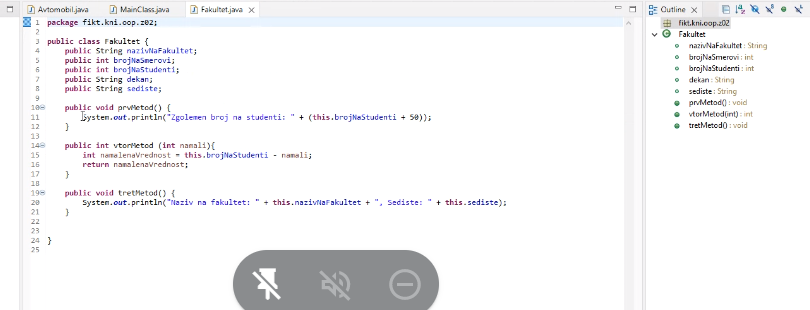 Avtomobil.java
MainClass.java
Fakultet.java
1 package fikt.kni.oop.z02;
2
3 public class Fakultet {
4 public String nazivNaFakultet;
5 public int brojNaSmerovi;
6 public int brojNaStudenti;
7 public String dekan;
8 public String sediste;
9
10 public void prvMetod() {
11 System.out.println("Zgolemen broj na studenti: " + (this.brojNaStudenti + 50));
12 }
13
14 public int vtorMetod (int namali){
15 int namalenaVrednost = this.brojNaStudenti - namali;
16 return namalenaVrednost;
17 }
18
19 public void tretMetod() {
20 System.out.println("Naziv na fakultet: " + this.nazivNaFakultet + ", Sediste: " + this.sediste);
21 }
22
23
24 }
25
Outline
fikt.kni.oop.z02
Fakultet
nazivNaFakultet : String
brojNaSmerovi : int
brojNaStudenti : int
dekan : String
sediste : String
prvMetod() : void
vtorMetod(int) : int
tretMetod() : void